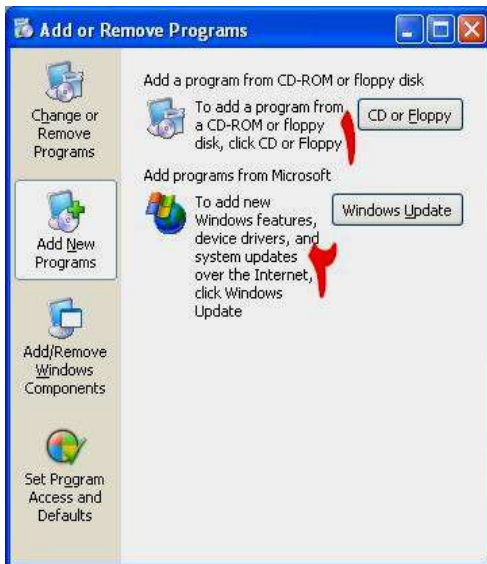 Add or Remove Programs
Change or
Remove
Programs
Add New
Programs
Add/Remove
Windows
Components
Set Program
Access and
Defaults
Add a program from CD-ROM or floppy disk
To add a program from
a CD-ROM or floppy
disk, click CD or Floppy
CD or Floppy
١
Add programs from Microsoft
To add new
Windows features,
device drivers, and
system updates
over the Internet,
click Windows
Update
Windows Update
٢